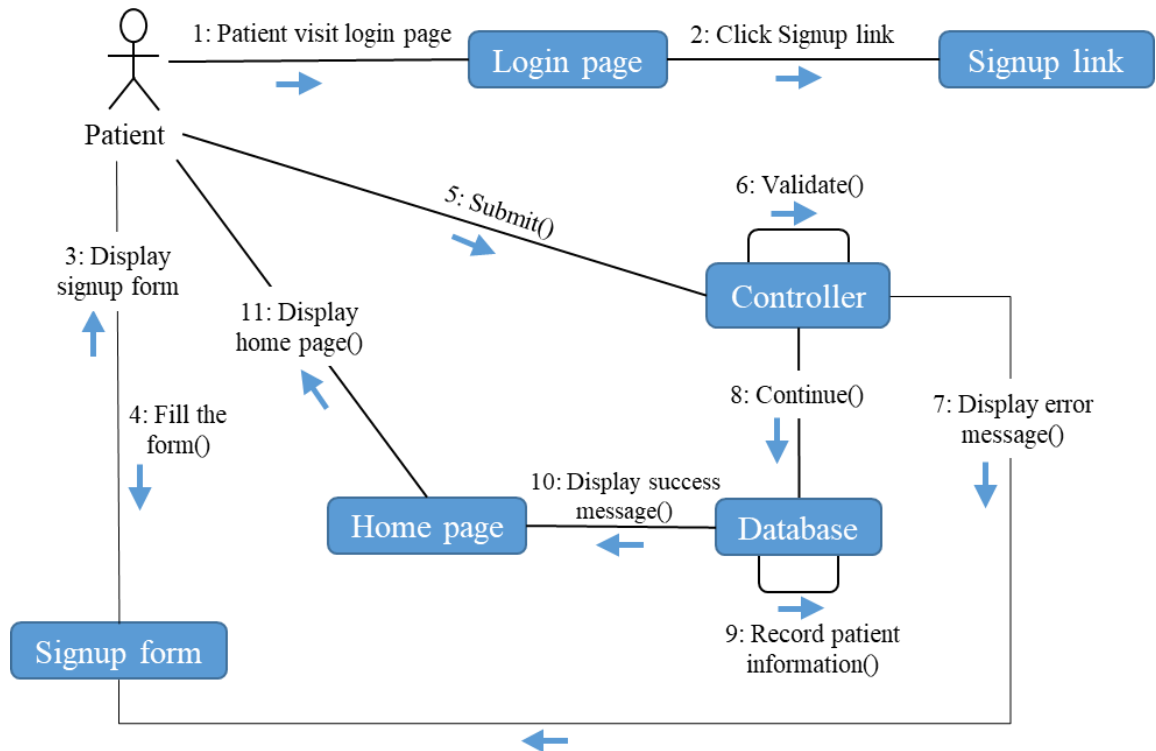 1: Patient visit login page
2: Click Signup link
Login page
Signup link
Patient
6: Validate()
5: Submit()
3: Display
signup form
Controller
11: Display
home page()
8: Continue()
7: Display error
message()
4: Fill the
form()
10: Display success
message()
Home page
Database
9: Record patient
information()
Signup form